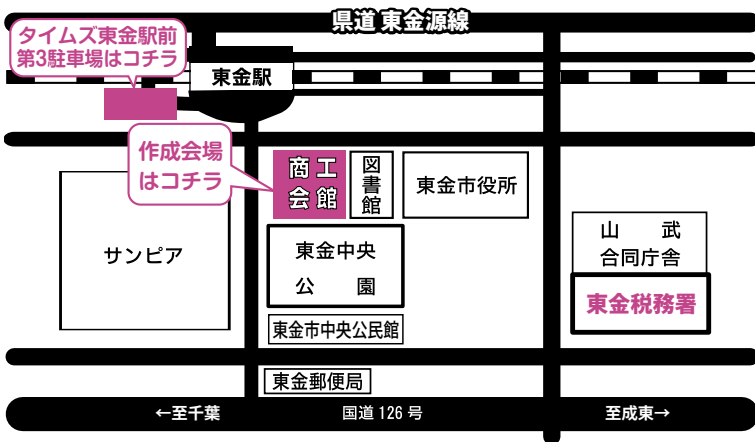 県道 東金源線
タイムズ東金駅前
第3駐車場はコチラ
東金駅
作成会場
はコチラ
商工
会館
図書館
東金市役所
サンピア
東金中央
公園
山武
合同庁舎
東金税務署
東金市中央公民館
東金郵便局
←至千葉
国道 126 号
至成東→